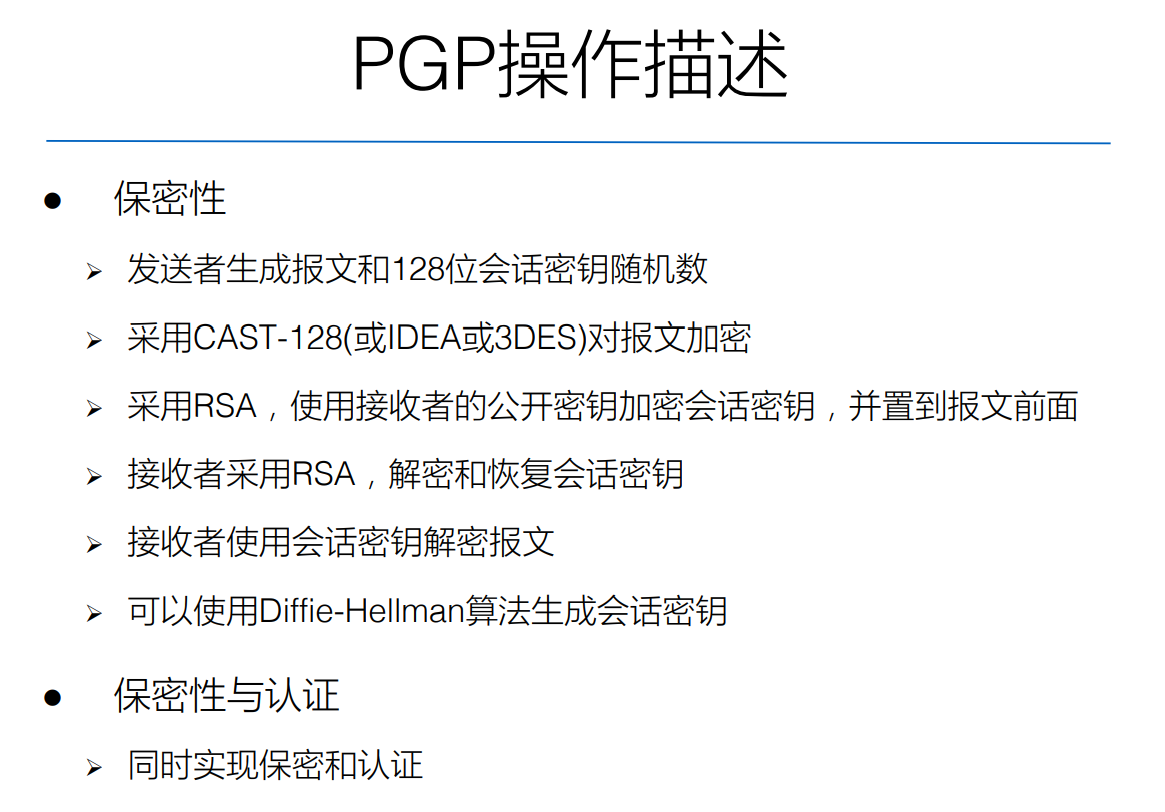 PGP操作描述
● 保密性
➢ 发送者生成报文和128位会话密钥随机数
➢ 采用CAST-128(或IDEA或3DES)对报文加密
➢ 采用RSA，使用接收者的公开密钥加密会话密钥，并置到报文前面
➢ 接收者采用RSA，解密和恢复会话密钥
➢ 接收者使用会话密钥解密报文
➢ 可以使用Diffie-Hellman算法生成会话密钥
● 保密性与认证
➢ 同时实现保密和认证